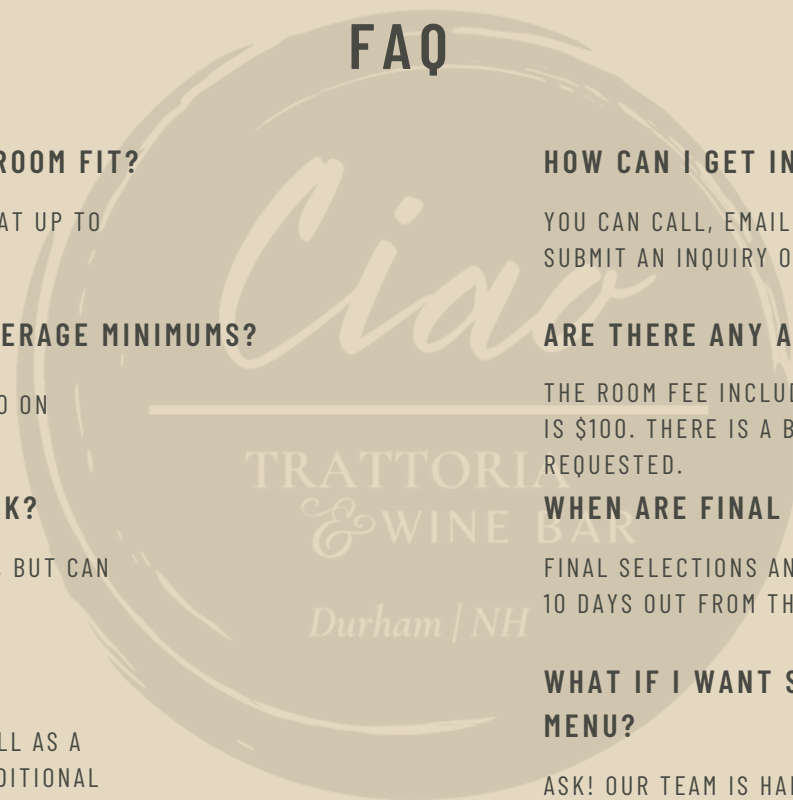 FAQ
ROOM FIT?
AT UP TO
ERAGE MINIMUMS?
O ON
K?
, BUT CAN
LL AS A
DITIONAL
HOW CAN I GET IN
YOU CAN CALL, EMAIL
SUBMIT AN INQUIRY O
ARE THERE ANY A
THE ROOM FEE INCLUD
IS $100. THERE IS A B
REQUESTED.
WHEN ARE FINAL
FINAL SELECTIONS AN
10 DAYS OUT FROM TH
WHAT IF I WANT S
MENU?
ASK! OUR TEAM IS HA
Ciao
TRATTORIA
& WINE BAR
Durham | NH